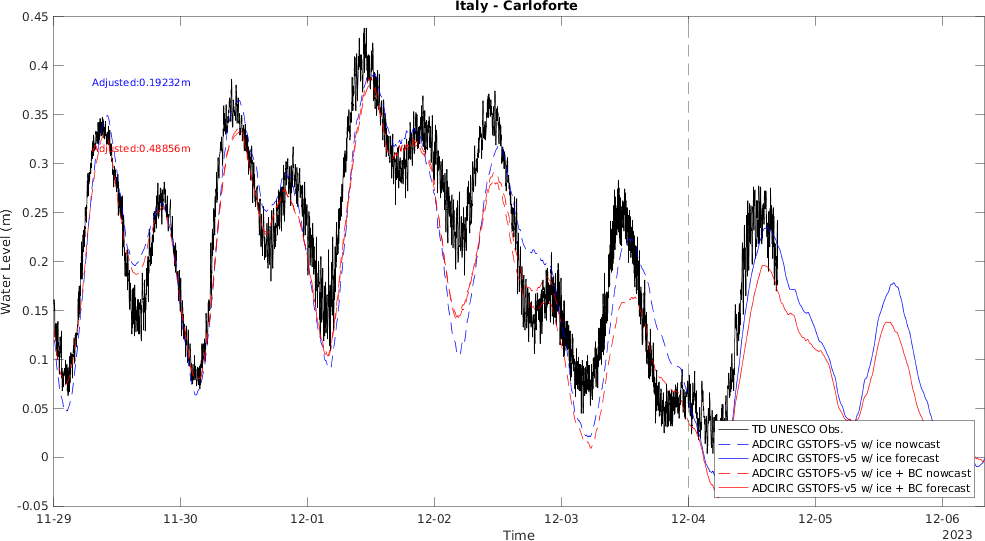 Italy - Carloforte
0.45
0.4
0.35
0.3
0.25
0.2
0.15
0.1
0.05
0
-0.05
Water Level (m)
Adjusted:0.19232m
Adjusted:0.48856m
TD UNESCO Obs.
ADCIRC GSTOFS-v5 w/ ice nowcast
ADCIRC GSTOFS-v5 w/ ice forecast
ADCIRC GSTOFS-v5 w/ ice + BC nowcast
ADCIRC GSTOFS-v5 w/ ice + BC forecast
11-29 11-30 12-01 12-02 12-03 12-04 12-05 12-06
Time
2023